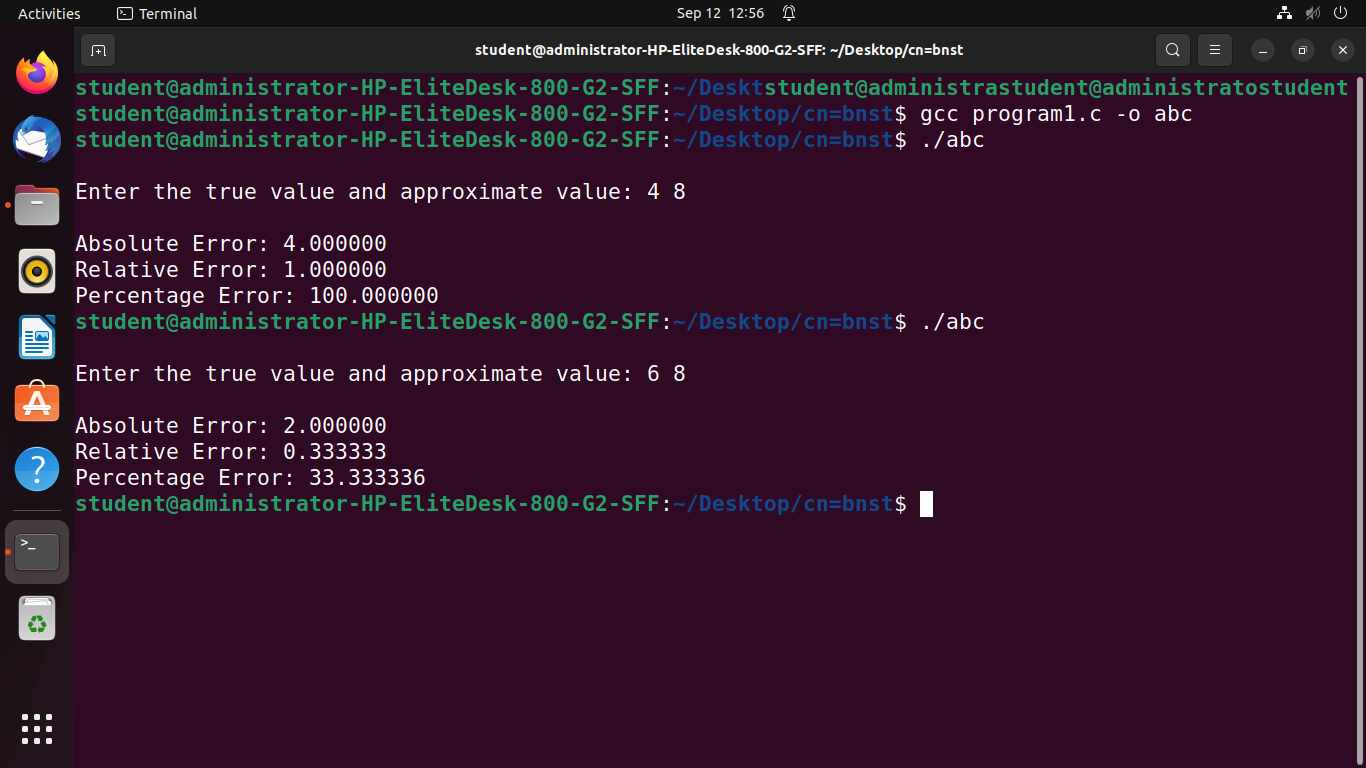 Activities Terminal Sep 12 12:56
student@administrator-HP-EliteDesk-800-G2-SFF: ~/Desktop/cn=bnst
student@administrator-HP-EliteDesk-800-G2-SFF:~/Desktstudent@administrastudent@administratostudent
student@administrator-HP-EliteDesk-800-G2-SFF:~/Desktop/cn=bnst$ gcc program1.c -o abc
student@administrator-HP-EliteDesk-800-G2-SFF:~/Desktop/cn=bnst$ ./abc
Enter the true value and approximate value: 4 8
Absolute Error: 4.000000
Relative Error: 1.000000
Percentage Error: 100.000000
student@administrator-HP-EliteDesk-800-G2-SFF:~/Desktop/cn=bnst$ ./abc
Enter the true value and approximate value: 6 8
Absolute Error: 2.000000
Relative Error: 0.333333
Percentage Error: 33.333336
student@administrator-HP-EliteDesk-800-G2-SFF:~/Desktop/cn=bnst$